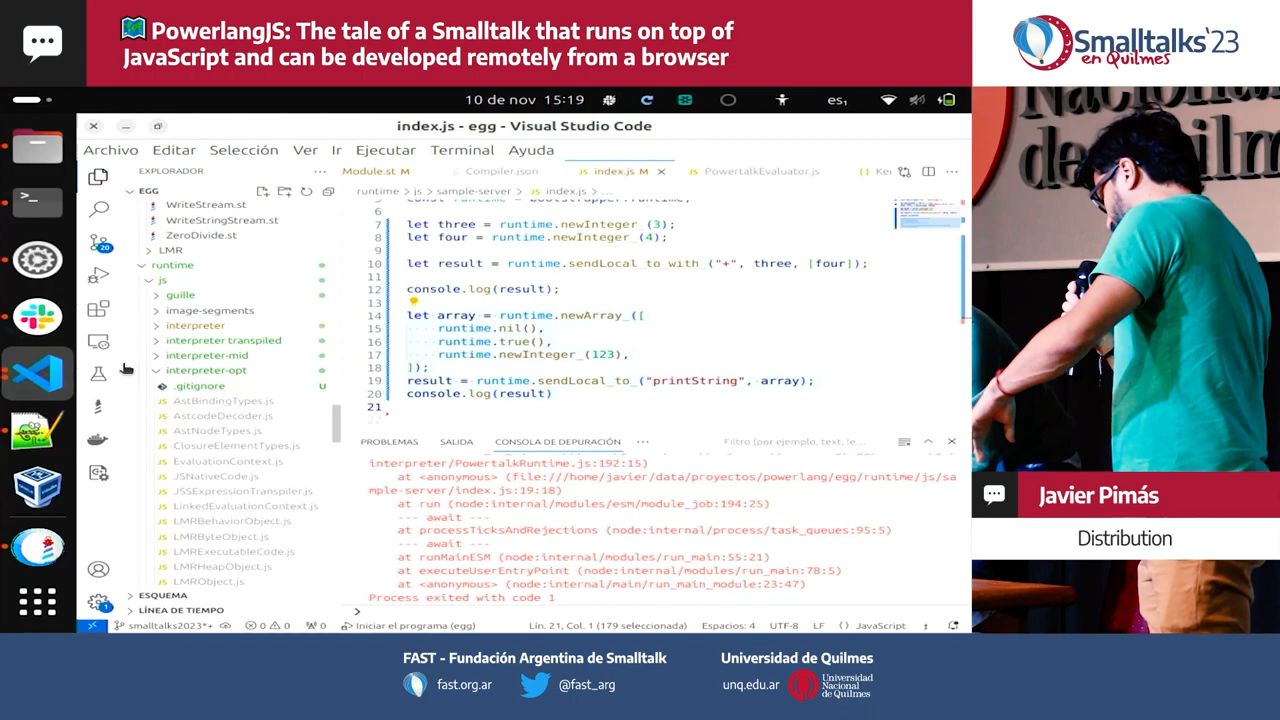 PowerlangJS: The tale of a Smalltalk that runs on top of
JavaScript and can be developed remotely from a browser
Smalltalks'23
en Quilmes
10 de nov 15:19
es₁
index.js - egg - Visual Studio Code
Archivo Editar Selección Ver Ir Ejecutar Terminal Ayuda
EXPLORADOR
EGG
WriteStream.st
WriteStringStream.st
ZeroDivide.st
LMR
runtime
js
guille
image-segments
interpreter
interpreter transpiled
interpreter-mid
interpreter-opt
.gitignore U
AstBindingTypes.js
AstcodeDecoder.js
AstNodeTypes.js
ClosureElementTypes.js
EvaluationContext.js
JSNativeCode.js
JSSExpressionTranspiler.js
LinkedEvaluationContext.js
LMRBehaviorObject.js
LMRByteObject.js
LMRExecutableCode.js
LMRHeapObject.js
LMRObject.js
ESQUEMA
LÍNEA DE TIEMPO
20
1
Module.st M Compiler.json index.js M PowertalkEvaluator.js
runtime > js > sample-server > index.js > ...
6
7 let three = runtime.newInteger_(3);
8 let four = runtime.newInteger_(4);
9
10 let result = runtime.sendLocal_to_with_("+", three, [four]);
11
12 console.log(result);
13
14 let array = runtime.newArray_([
15 runtime.nil(),
16 runtime.true(),
17 runtime.newInteger_(123),
18 ]);
19 result = runtime.sendLocal_to_("printString", array);
20 console.log(result)
21
PROBLEMAS SALIDA CONSOLA DE DEPURACIÓN ... Filtro (por ejemplo, text, !e...
interpreter/PowertalkRuntime.js:192:15)
at <anonymous> (file:///home/javier/data/proyectos/powerlang/egg/runtime/js/sa
mple-server/index.js:19:18)
at run (node:internal/modules/esm/module_job:194:25)
--- await ---
at processTicksAndRejections (node:internal/process/task_queues:95:5)
--- await ---
at runMainESM (node:internal/modules/run_main:55:21)
at executeUserEntryPoint (node:internal/modules/run_main:78:5)
at <anonymous> (node:internal/main/run_main_module:23:47)
Process exited with code 1
>
smalltalks2023*+ 0 0 0 Iniciar el programa (egg) Lín. 21, Col. 1 (179 seleccionada) Espacios: 4 UTF-8 LF {} JavaScript
Nacional
de Quilm
Javier Pimás
Distribution
FAST - Fundación Argentina de Smalltalk
fast.org.ar @fast_arg
Universidad de Quilmes
unq.edu.ar
Universidad
Nacional
de Quilmes